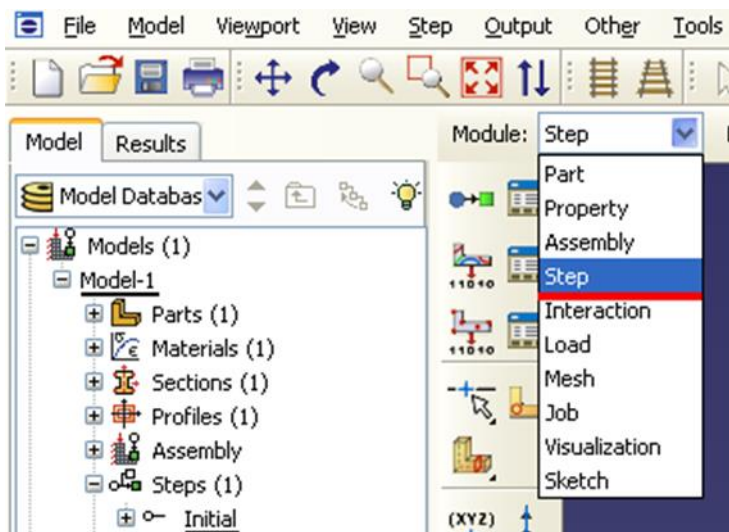 File Model Viewport View Step Output Other Tools
Model Results
Module: Step
Model Databas
Models (1)
Model-1
Parts (1)
Materials (1)
Sections (1)
Profiles (1)
Assembly
Steps (1)
Initial
Part
Property
Assembly
Step
Interaction
Load
Mesh
Job
Visualization
Sketch
11010
11010
(XYZ)